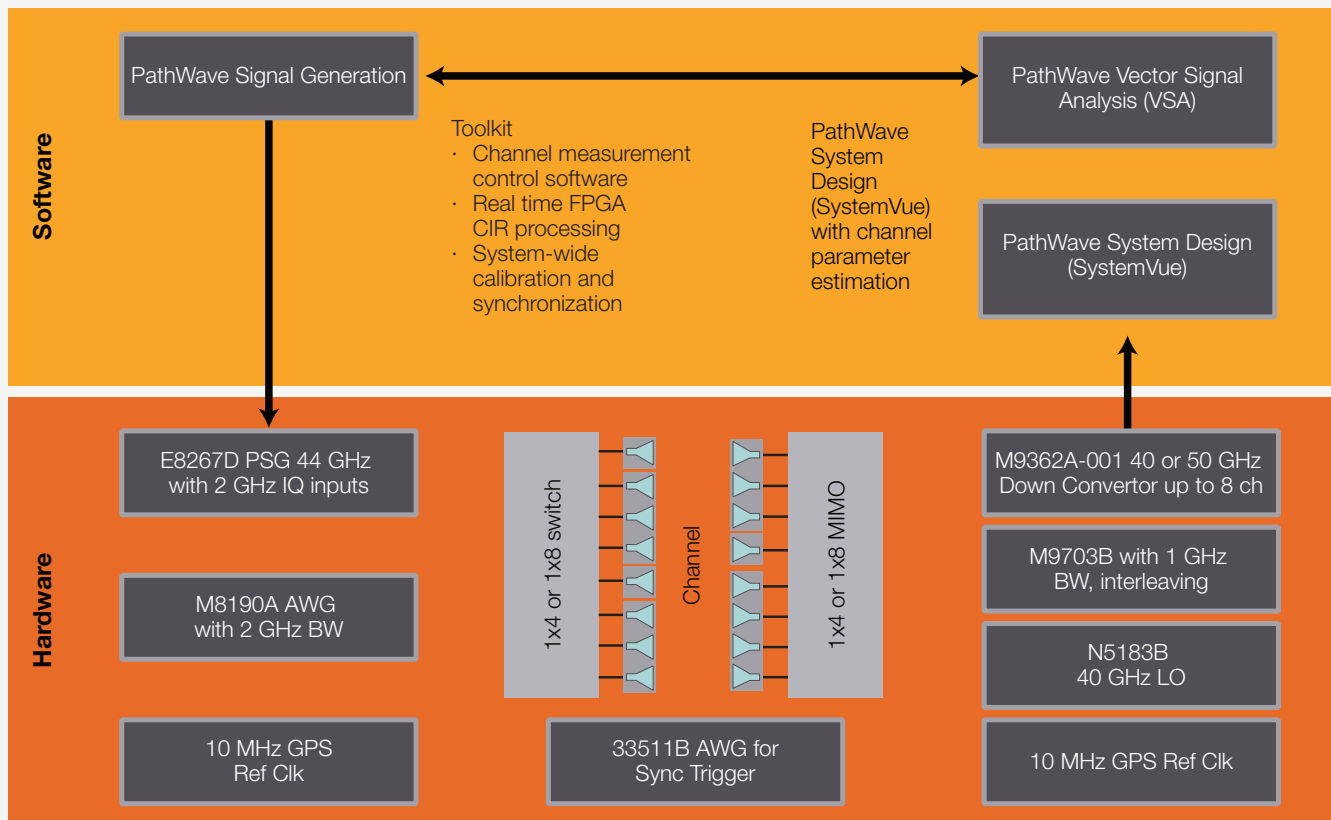 Software
PathWave Signal Generation
Toolkit
· Channel measurement
control software
· Real time FPGA
CIR processing
· System-wide
calibration and
synchronization
PathWave
System
Design
(SystemVue)
with channel
parameter
estimation
PathWave Vector Signal
Analysis (VSA)
PathWave System Design
(SystemVue)
Hardware
E8267D PSG 44 GHz
with 2 GHz IQ inputs
M8190A AWG
with 2 GHz BW
10 MHz GPS
Ref Clk
1x4 or 1x8 switch
Channel
1x4 or 1x8 MIMO
33511B AWG for
Sync Trigger
M9362A-001 40 or 50 GHz
Down Convertor up to 8 ch
M9703B with 1 GHz
BW, interleaving
N5183B
40 GHz LO
10 MHz GPS Ref Clk